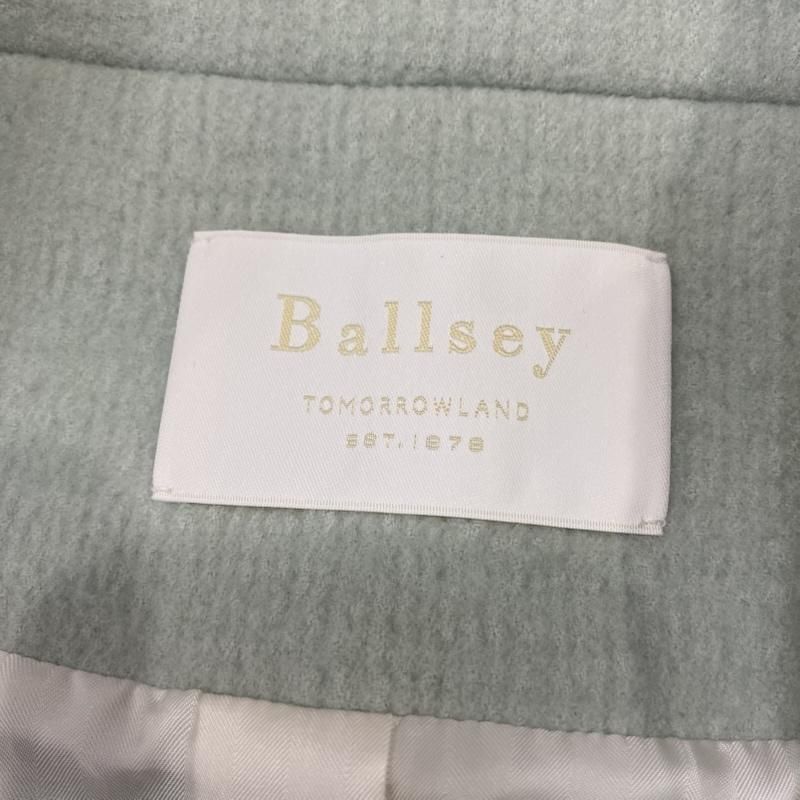 Ballsey
TOMORROWLAND
EST. 1978